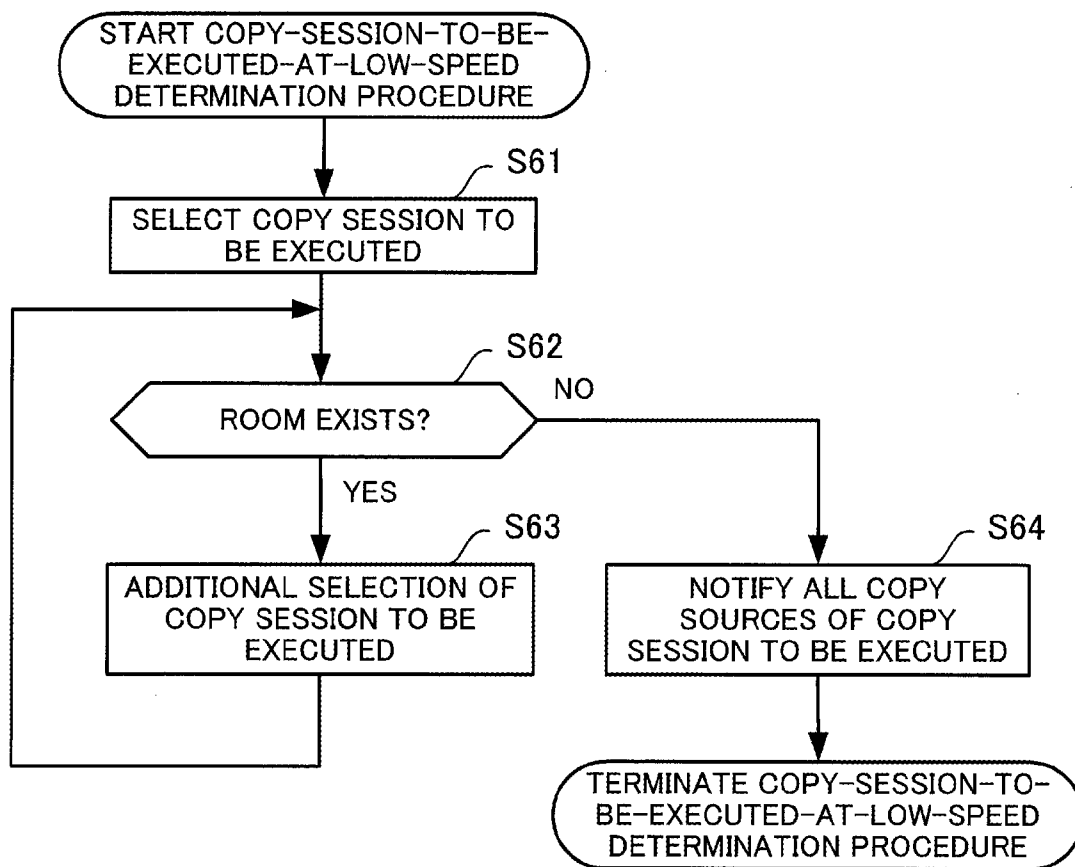 START COPY-SESSION-TO-BE-
EXECUTED-AT-LOW-SPEED
DETERMINATION PROCEDURE
S61
SELECT COPY SESSION TO
BE EXECUTED
S62
ROOM EXISTS?
NO
YES
S63
ADDITIONAL SELECTION OF
COPY SESSION TO BE
EXECUTED
S64
NOTIFY ALL COPY
SOURCES OF COPY
SESSION TO BE EXECUTED
TERMINATE COPY-SESSION-TO-
BE-EXECUTED-AT-LOW-SPEED
DETERMINATION PROCEDURE